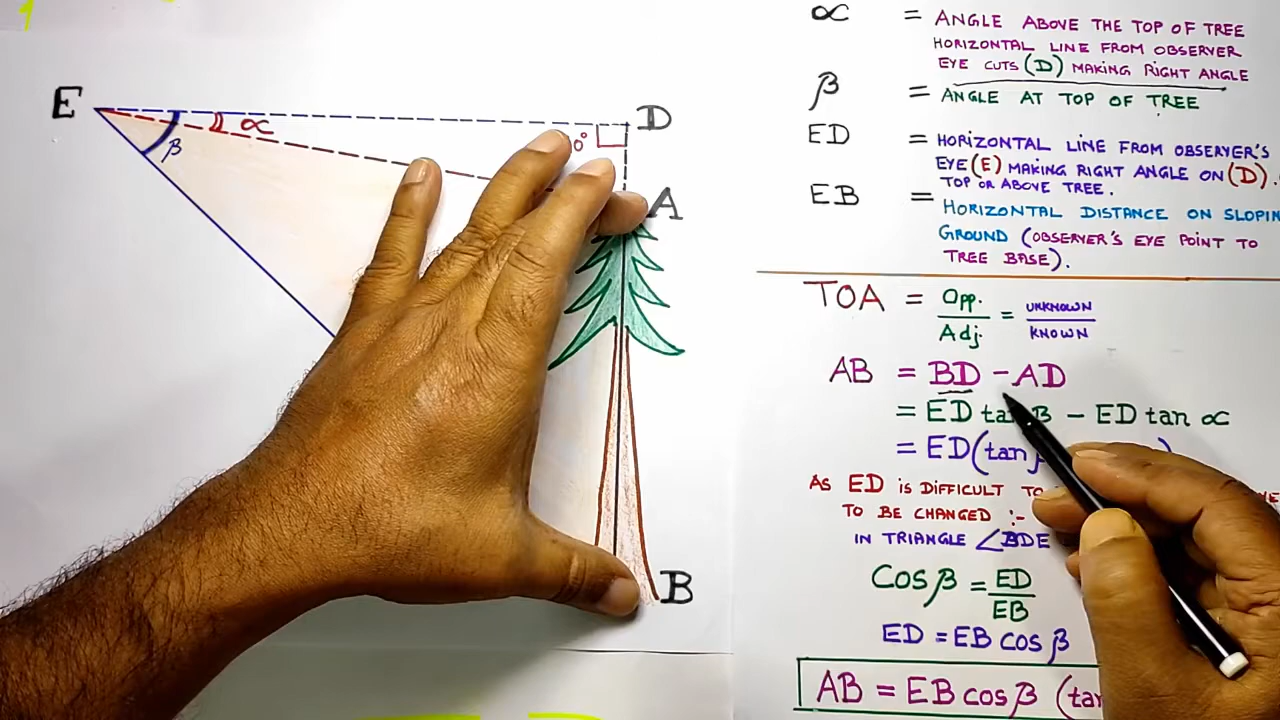 E
D
α
β
0°
A
B
α = ANGLE ABOVE THE TOP OF TREE
HORIZONTAL LINE FROM OBSERVER
EYE CUTS (D) MAKING RIGHT ANGLE
β = ANGLE AT TOP OF TREE
ED = HORIZONTAL LINE FROM OBSERVER'S
EYE (E) MAKING RIGHT ANGLE ON (D).
TOP OR ABOVE TREE.
EB = HORIZONTAL DISTANCE ON SLOPIN
GROUND (OBSERVER'S EYE POINT TO
TREE BASE).
TOA = Opp. / Adj. = UNKNOWN / KNOWN
AB = BD - AD
= ED tan β - ED tan α
= ED (tan β )
AS ED IS DIFFICULT TO
TO BE CHANGED :-
IN TRIANGLE ∠BDE
Cos β = ED / EB
ED = EB cos β
AB = EB cos β (tan